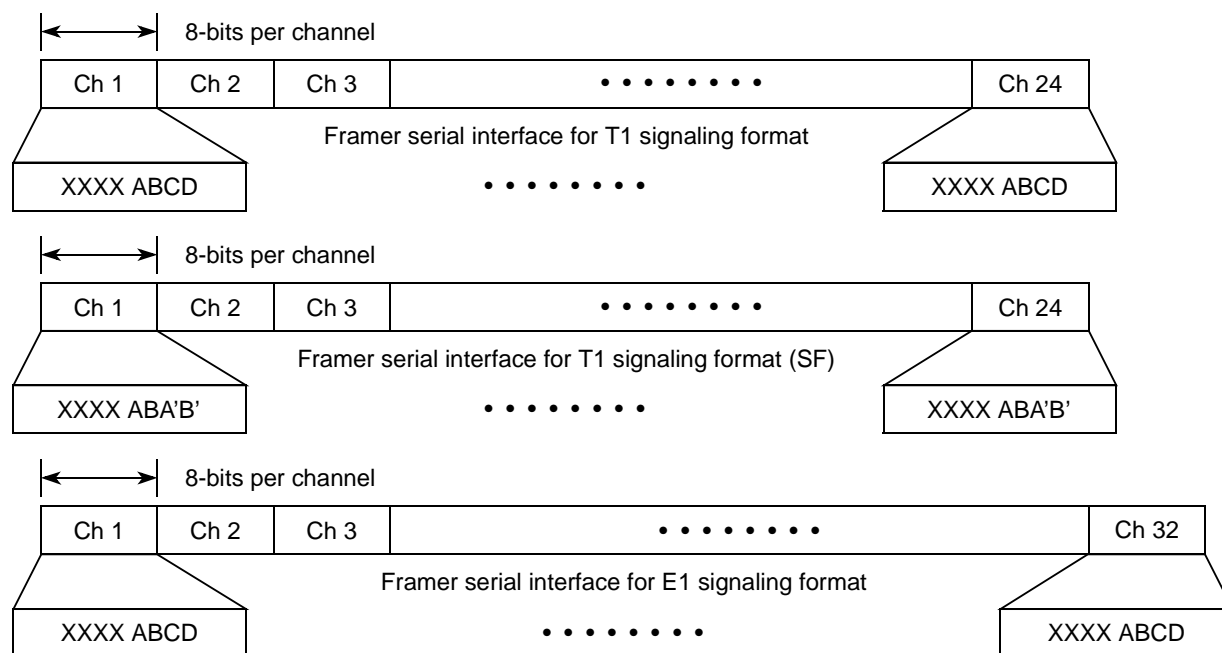 8-bits per channel
Ch 1 Ch 2 Ch 3 • • • • • • • • Ch 24
Framer serial interface for T1 signaling format
XXXX ABCD • • • • • • • • XXXX ABCD
8-bits per channel
Ch 1 Ch 2 Ch 3 • • • • • • • • Ch 24
Framer serial interface for T1 signaling format (SF)
XXXX ABA’B’ • • • • • • • • XXXX ABA’B’
8-bits per channel
Ch 1 Ch 2 Ch 3 • • • • • • • • Ch 32
Framer serial interface for E1 signaling format
XXXX ABCD • • • • • • • • XXXX ABCD